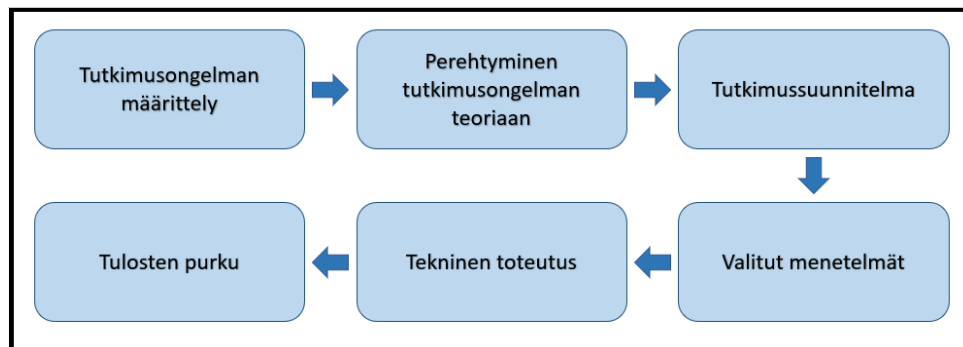 Tutkimusongelman
määrittely
Perehtyminen
tutkimusongelman
teoriaan
Tutkimussuunnitelma
Valitut menetelmät
Tekninen toteutus
Tulosten purku